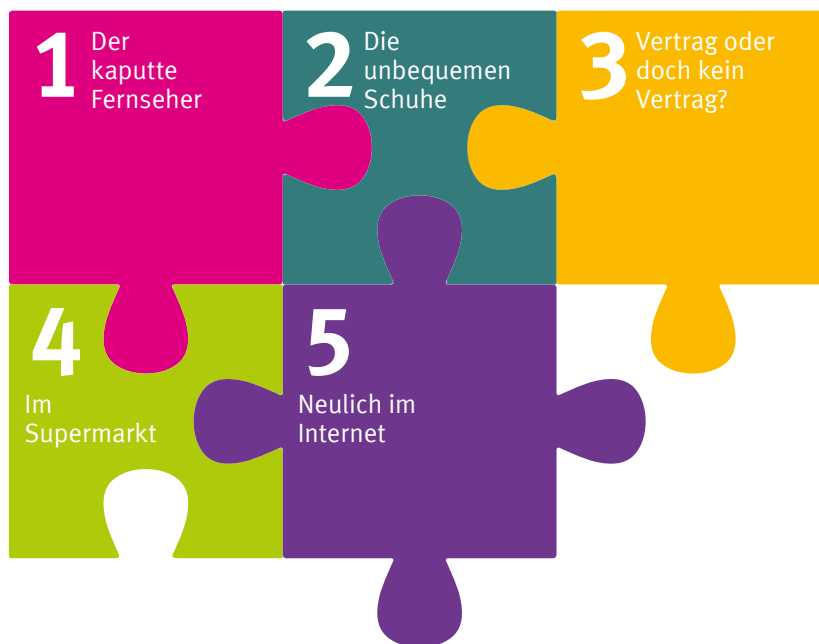 1 Der
kaputte
Fernseher
2 Die
unbequemen
Schuhe
3 Vertrag oder
doch kein
Vertrag?
4
Im
Supermarkt
5
Neulich im
Internet